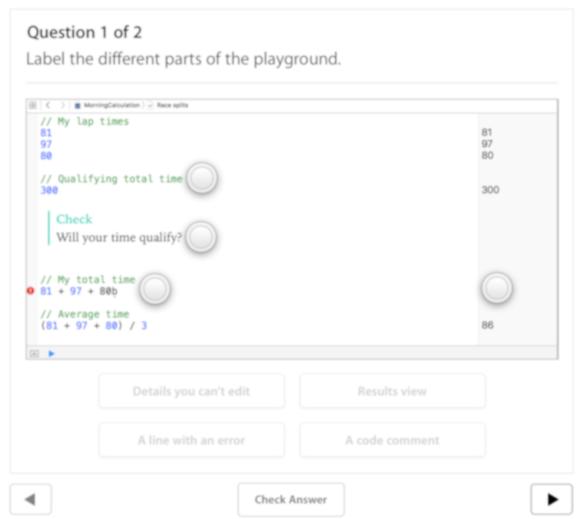 Question 1 of 2
Label the different parts of the playground.
MorningCalculation Race splits
// My lap times
81 81
97 97
80 80
// Qualifying total time
300 300
Check
Will your time qualify?
// My total time
81 + 97 + 80b
// Average time
(81 + 97 + 80) / 3 86
Details you can't edit Results view
A line with an error A code comment
Check Answer